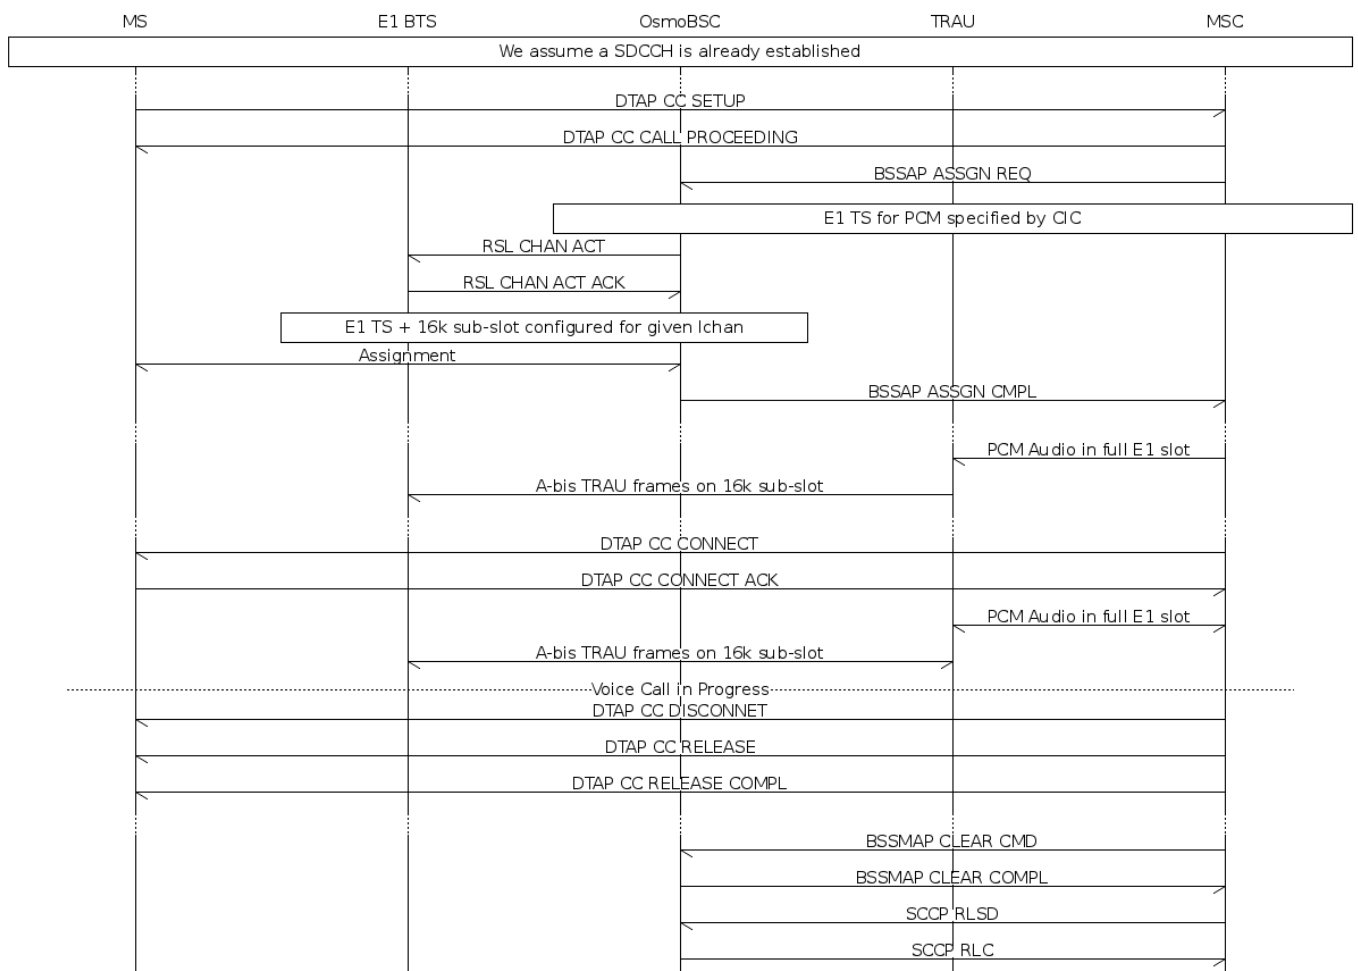 MS E1 BTS OsmoBSC TRAU MSC
We assume a SDCCH is already established
DTAP CC SETUP
DTAP CC CALL PROCEEDING
BSSAP ASSGN REQ
E1 TS for PCM specified by CIC
RSL CHAN ACT
RSL CHAN ACT ACK
E1 TS + 16k sub-slot configured for given lchan
Assignment
BSSAP ASSGN CMPL
PCM Audio in full E1 slot
A-bis TRAU frames on 16k sub-slot
DTAP CC CONNECT
DTAP CC CONNECT ACK
PCM Audio in full E1 slot
A-bis TRAU frames on 16k sub-slot
Voice Call in Progress
DTAP CC DISCONNET
DTAP CC RELEASE
DTAP CC RELEASE COMPL
BSSMAP CLEAR CMD
BSSMAP CLEAR COMPL
SCCP RLSD
SCCP RLC